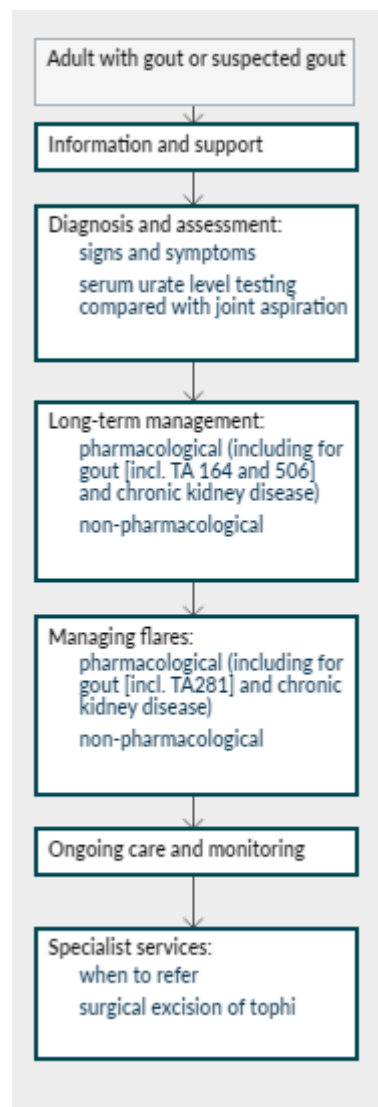 Adult with gout or suspected gout
Information and support
Diagnosis and assessment:
signs and symptoms
serum urate level testing
compared with joint aspiration
Long-term management:
pharmacological (including for
gout [incl. TA 164 and 506]
and chronic kidney disease)
non-pharmacological
Managing flares:
pharmacological (including for
gout [incl. TA281] and chronic
kidney disease)
non-pharmacological
Ongoing care and monitoring
Specialist services:
when to refer
surgical excision of tophi